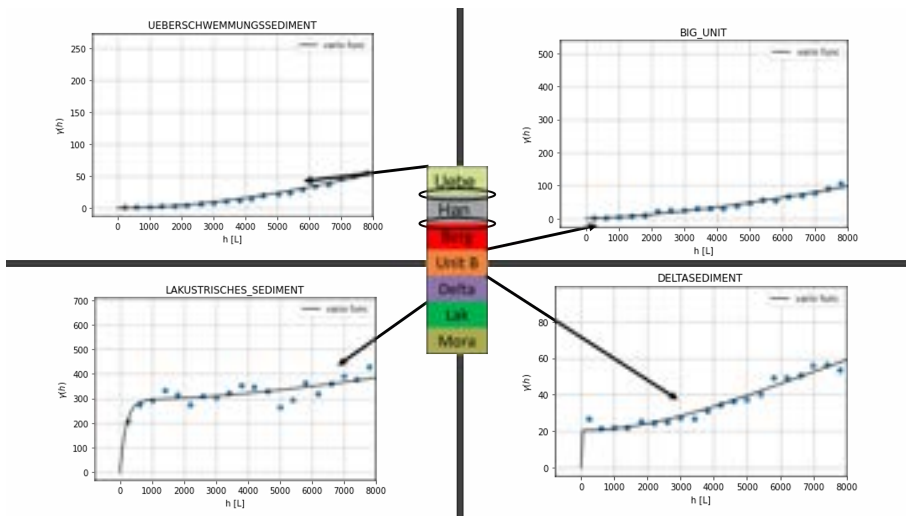 UEBERSCHWEMMUNGSSEDIMENT
vario func
250
200
150
100
50
0
γ(h)
0 1000 2000 3000 4000 5000 6000 7000 8000
h [L]
BIG_UNIT
vario func
500
400
300
200
100
0
γ(h)
0 1000 2000 3000 4000 5000 6000 7000 8000
h [L]
Uebe
Han
Berg
Unit B
Delta
Lak
Mora
LAKUSTRISCHES_SEDIMENT
vario func
700
600
500
400
300
200
100
0
γ(h)
0 1000 2000 3000 4000 5000 6000 7000 8000
h [L]
DELTASEDIMENT
vario func
80
60
40
20
0
γ(h)
0 1000 2000 3000 4000 5000 6000 7000 8000
h [L]